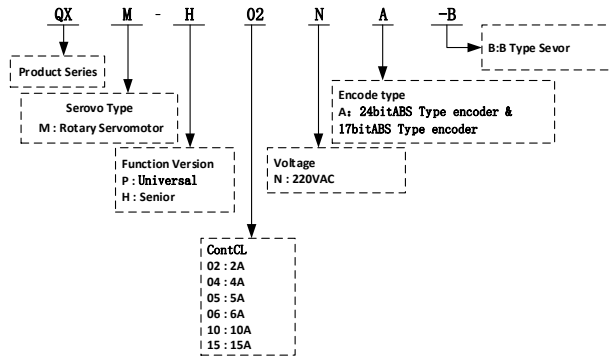 QX M - H 02 N A -B
B:B Type Sevor
Product Series
Serovo Type
M : Rotary Servomotor
Encode type
A: 24bitABS Type encoder &
17bitABS Type encoder
Function Version
P : Universal
H : Senior
Voltage
N : 220VAC
ContCL
02 : 2A
04 : 4A
05 : 5A
06 : 6A
10 : 10A
15 : 15A